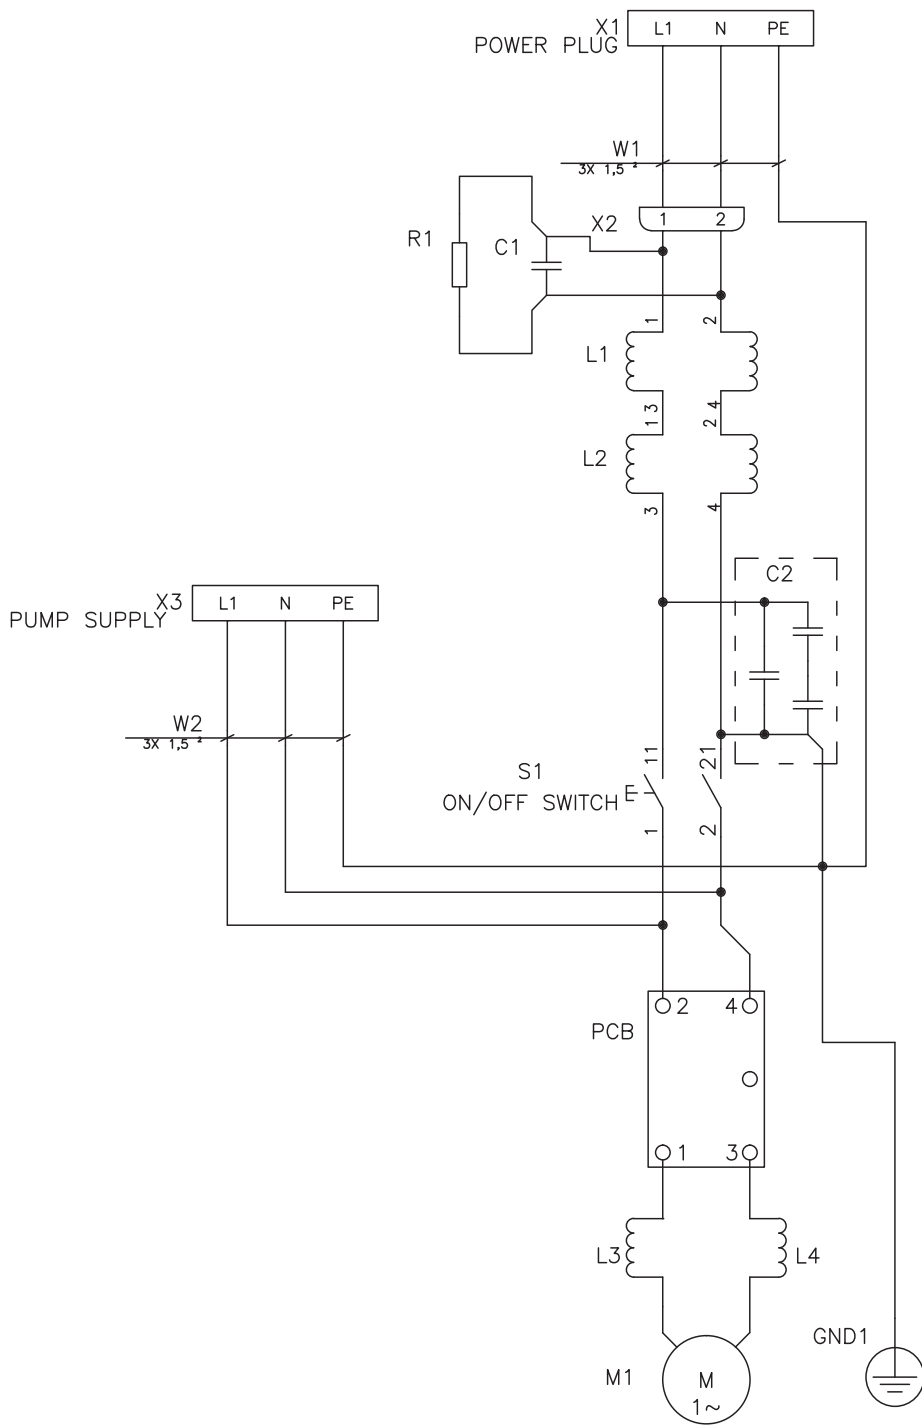 X1 L1 N PE
POWER PLUG
W1
3X 1,5 ²
X2 1 2
R1
C1
1 2
L1
3 4
1 2
L2
3 4
C2
X3 L1 N PE
PUMP SUPPLY
W2
3X 1,5 ²
11 21
S1
ON/OFF SWITCH
1 2
2 4
PCB
1 3
L3 L4
GND1
M1 M
1~